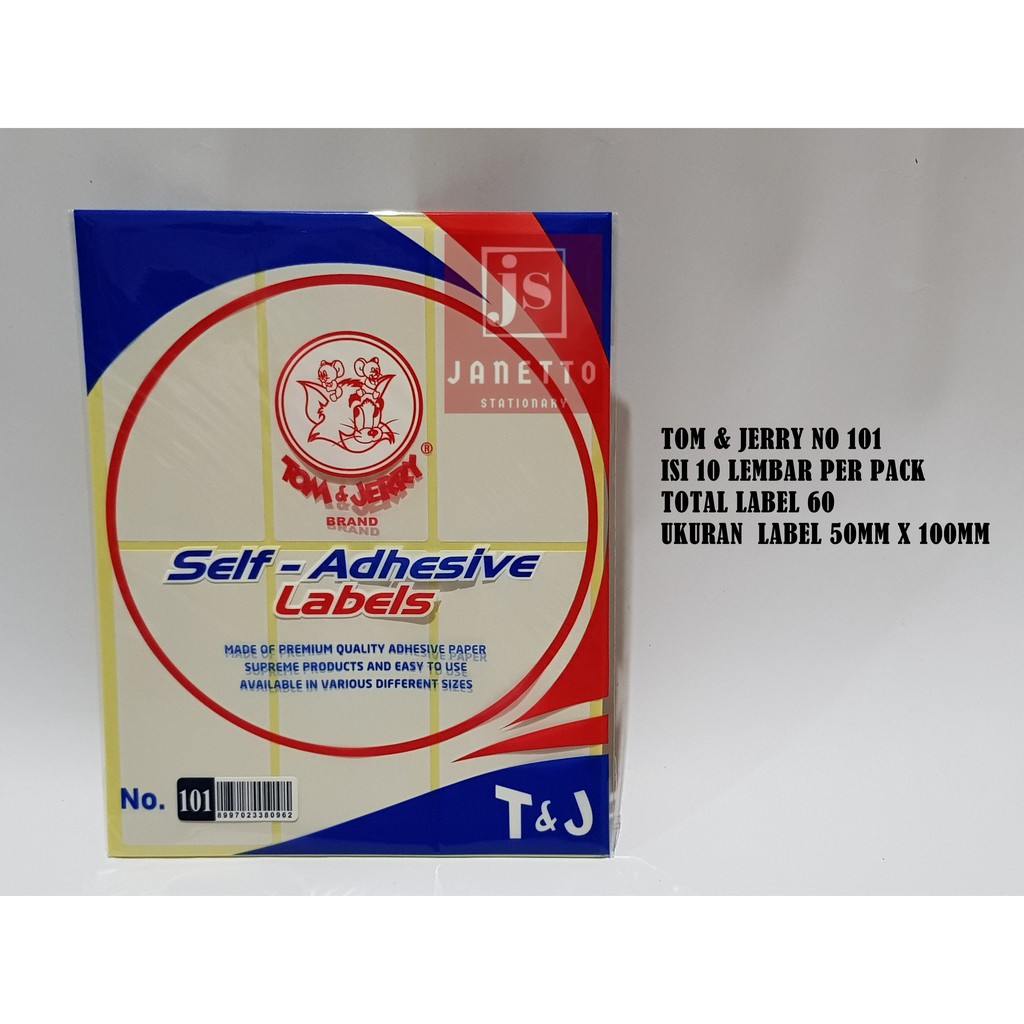 js
JANETTO
STATIONARY
TOM & JERRY
®
BRAND
Self - Adhesive
Labels
MADE OF PREMIUM QUALITY ADHESIVE PAPER
SUPREME PRODUCTS AND EASY TO USE
AVAILABLE IN VARIOUS DIFFERENT SIZES
No. 101
8997023380962
T&J
TOM & JERRY NO 101
ISI 10 LEMBAR PER PACK
TOTAL LABEL 60
UKURAN LABEL 50MM X 100MM